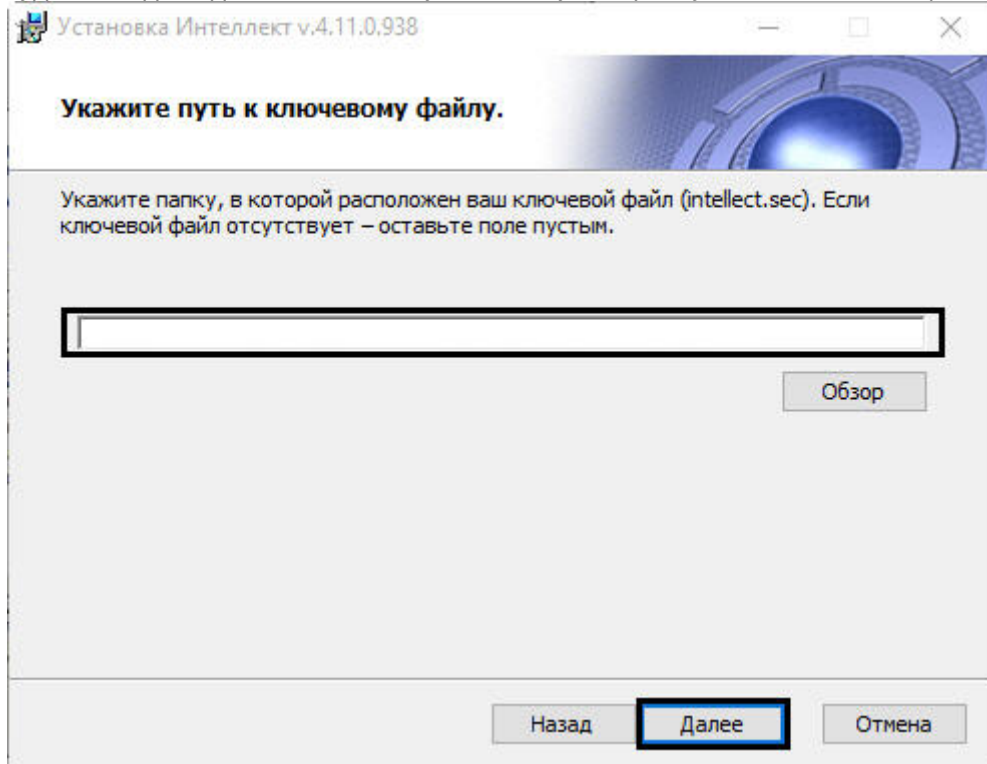 Установка Интеллект v.4.11.0.938
Укажите путь к ключевому файлу.
Укажите папку, в которой расположен ваш ключевой файл (intellect.sec). Если
ключевой файл отсутствует – оставьте поле пустым.
Обзор
Назад Далее Отмена